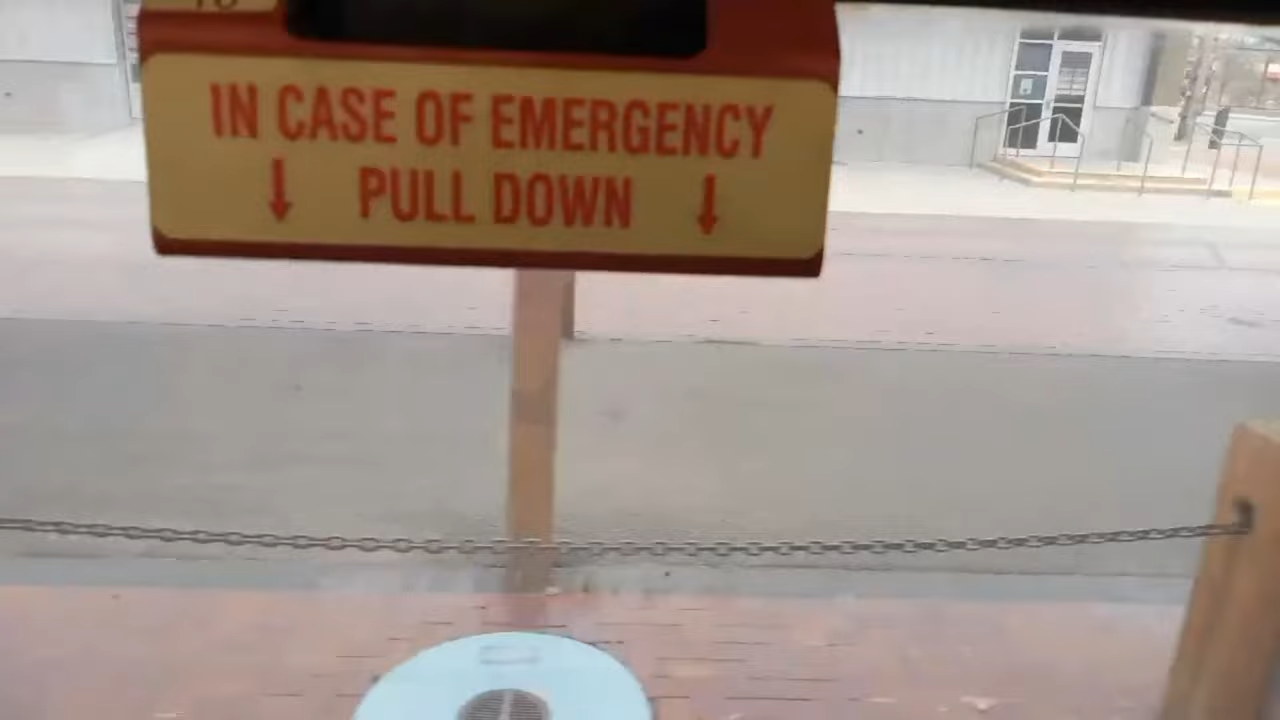 IN CASE OF EMERGENCY
↓ PULL DOWN ↓